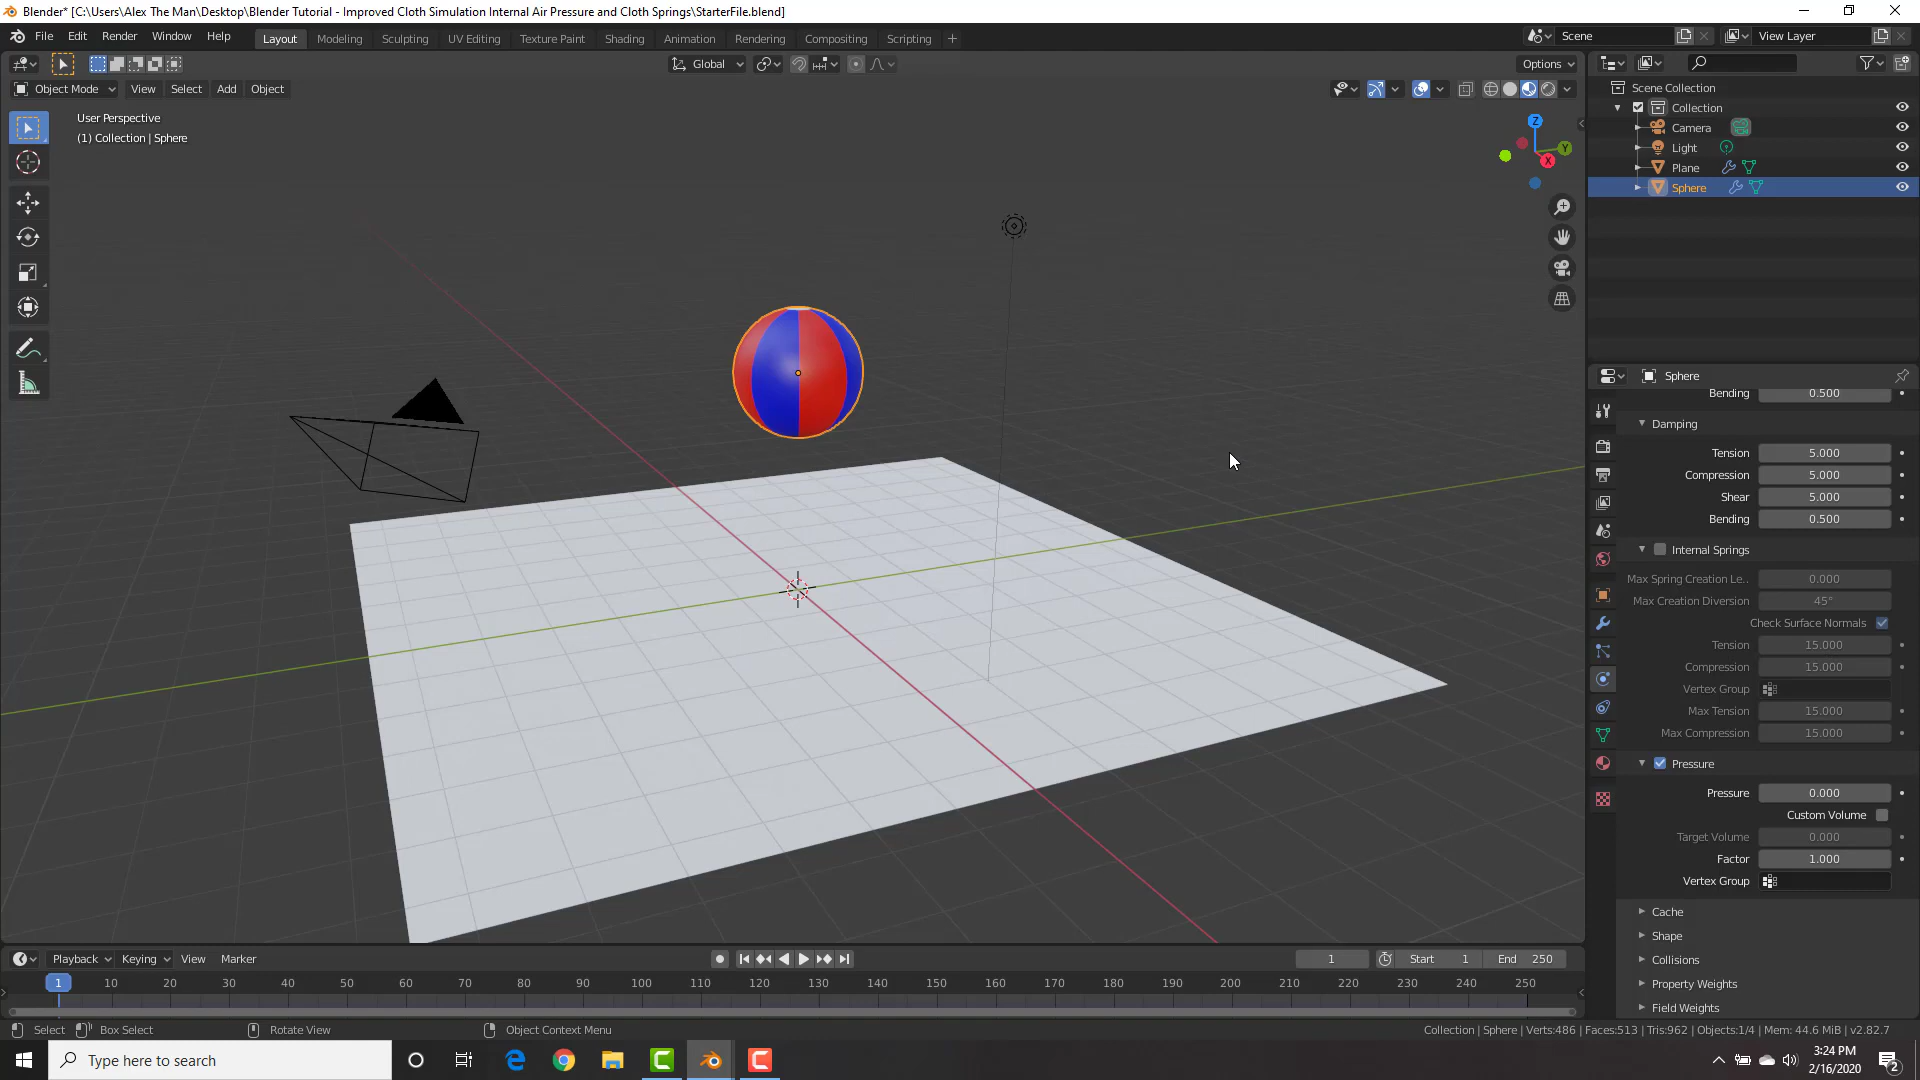 Blender* [C:\Users\Alex The Man\Desktop\Blender Tutorial - Improved Cloth Simulation Internal Air Pressure and Cloth Springs\StarterFile.blend]
File Edit Render Window Help Layout Modeling Sculpting UV Editing Texture Paint Shading Animation Rendering Compositing Scripting + Scene View Layer
Global Options
Object Mode View Select Add Object
User Perspective
(1) Collection | Sphere
Z
Y
X
Scene Collection
Collection
Camera
Light
Plane
Sphere
Sphere
Bending 0.500
Damping
Tension 5.000
Compression 5.000
Shear 5.000
Bending 0.500
Internal Springs
Max Spring Creation Le.. 0.000
Max Creation Diversion 45°
Check Surface Normals
Tension 15.000
Compression 15.000
Vertex Group
Max Tension 15.000
Max Compression 15.000
Pressure
Pressure 0.000
Custom Volume
Target Volume 0.000
Factor 1.000
Vertex Group
Cache
Shape
Collisions
Property Weights
Field Weights
Playback Keying View Marker 1 Start 1 End 250
1 10 20 30 40 50 60 70 80 90 100 110 120 130 140 150 160 170 180 190 200 210 220 230 240 250
Select Box Select Rotate View Object Context Menu Collection | Sphere | Verts:486 | Faces:513 | Tris:962 | Objects:1/4 | Mem: 44.6 MiB | v2.82.7
Type here to search
3:24 PM
2/16/2020
2